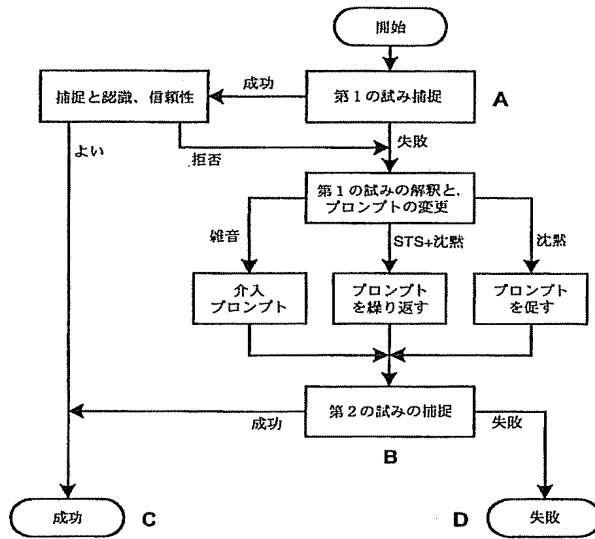 開始
成功
捕捉と認識、信頼性
第1の試み捕捉
A
よい
拒否
失敗
第1の試みの解釈と、
プロンプトの変更
雑音
STS+沈黙
沈黙
介入
プロンプト
プロンプト
を繰り返す
プロンプト
を促す
第2の試みの捕捉
成功
失敗
B
成功
C
D
失敗